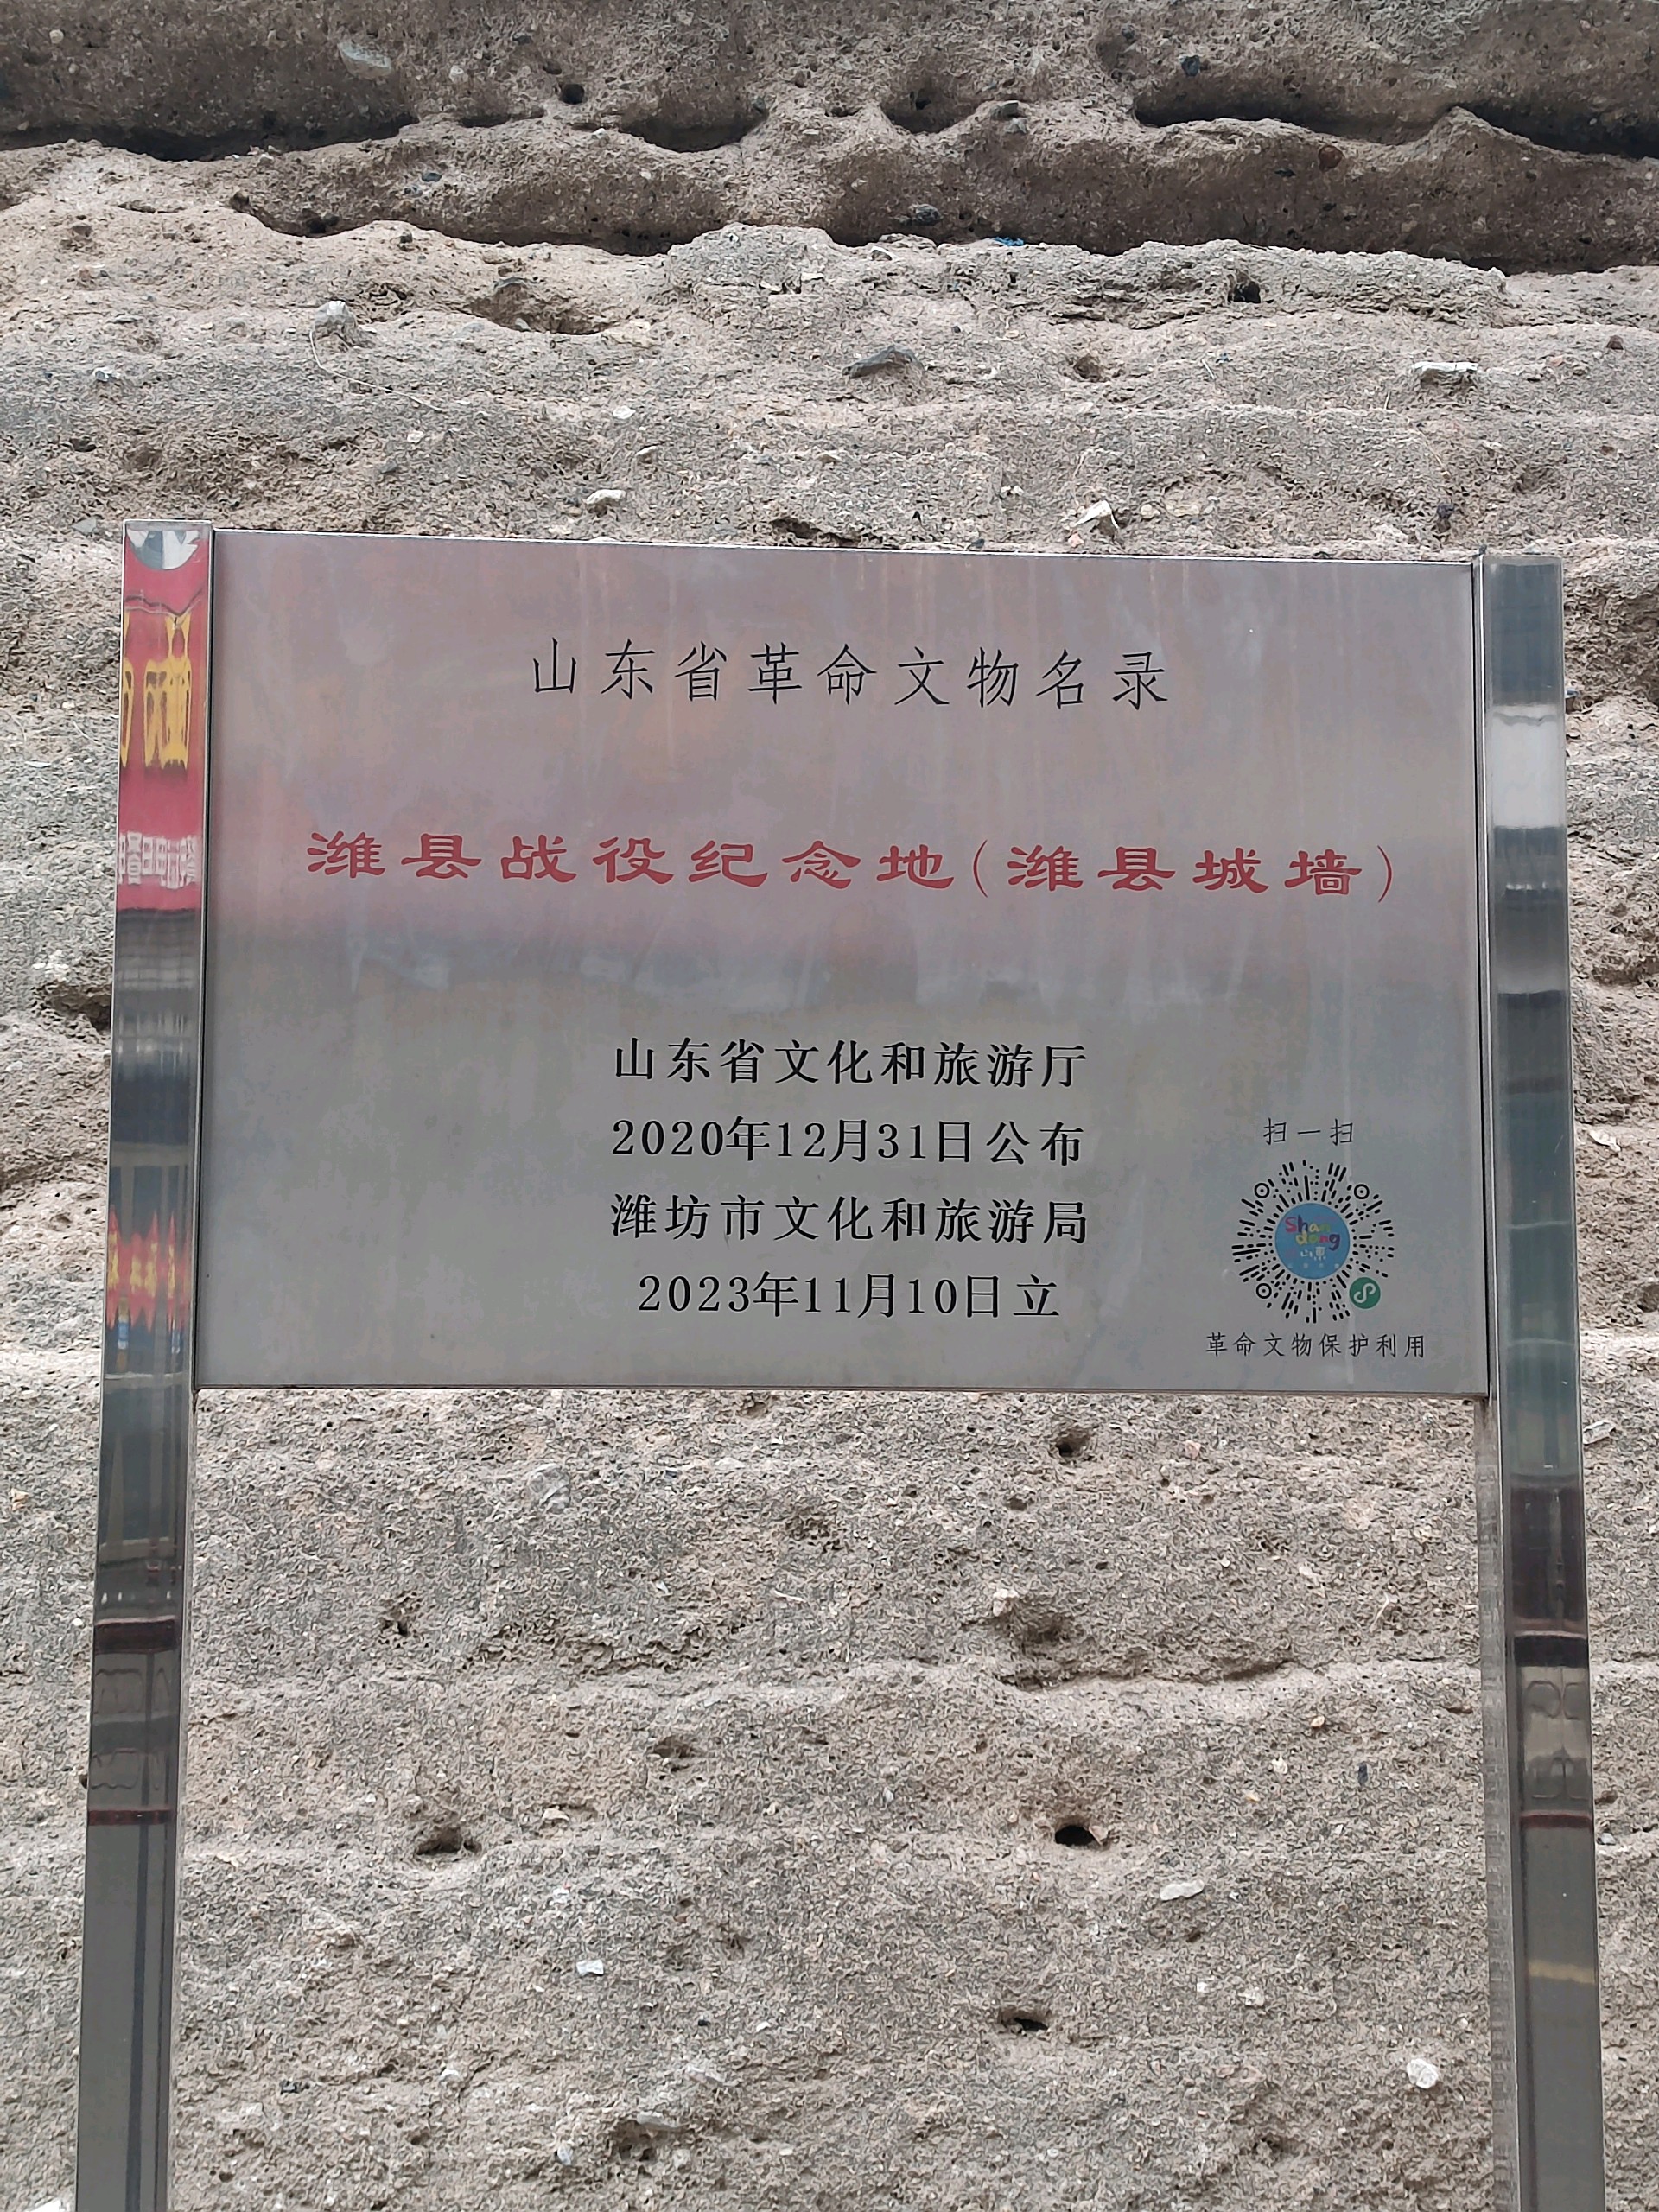 山东省革命文物名录
潍县战役纪念地(潍县城墙)
山东省文化和旅游厅
2020年12月31日公布
潍坊市文化和旅游局
2023年11月10日立
扫一扫
Shandong
山東
革命文物保护利用